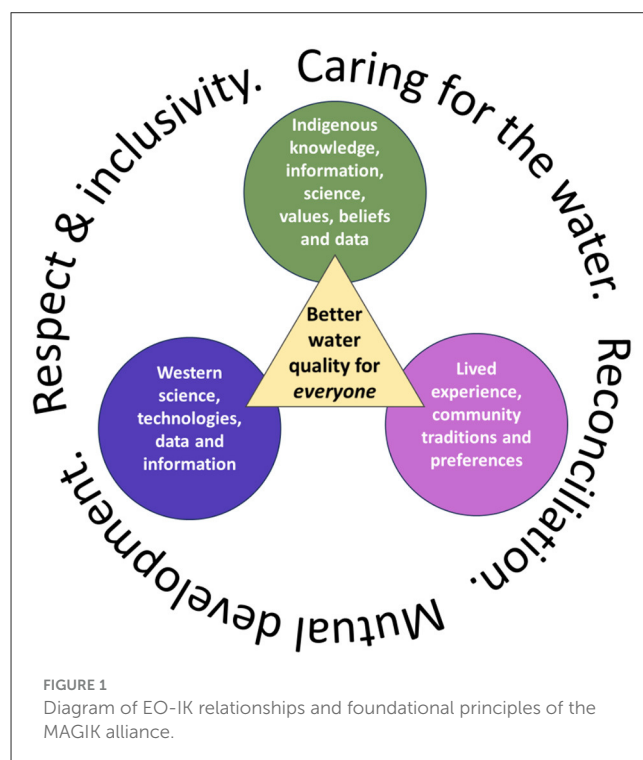 Respect & inclusivity. Caring for the water. Reconciliation. Mutual development.
Indigenous
knowledge,
information,
science,
values, beliefs
and data
Better
water
quality for
everyone
Western
science,
technologies,
data and
information
Lived
experience,
community
traditions and
preferences
FIGURE 1
Diagram of EO-IK relationships and foundational principles of the
MAGIK alliance.